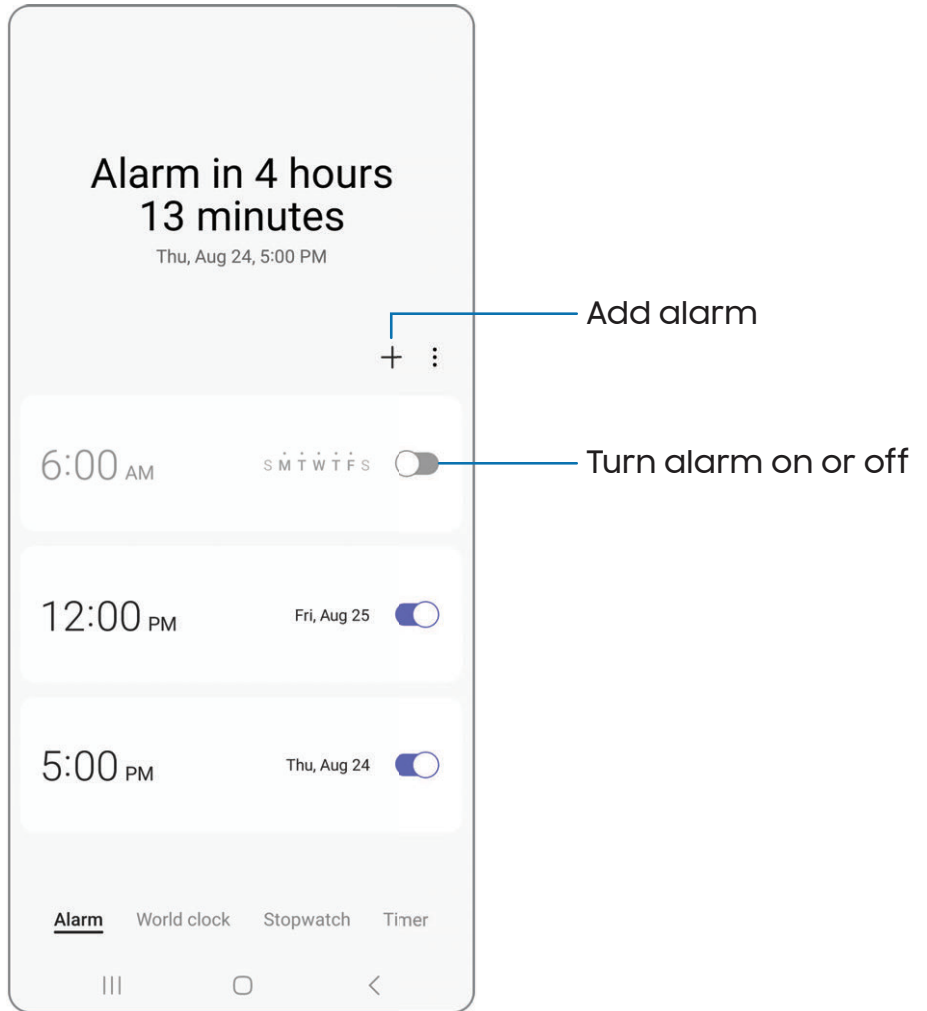 Alarm in 4 hours
13 minutes
Thu, Aug 24, 5:00 PM
Add alarm
6:00 AM
S M T W T F S
Turn alarm on or off
12:00 PM
Fri, Aug 25
5:00 PM
Thu, Aug 24
Alarm World clock Stopwatch Timer